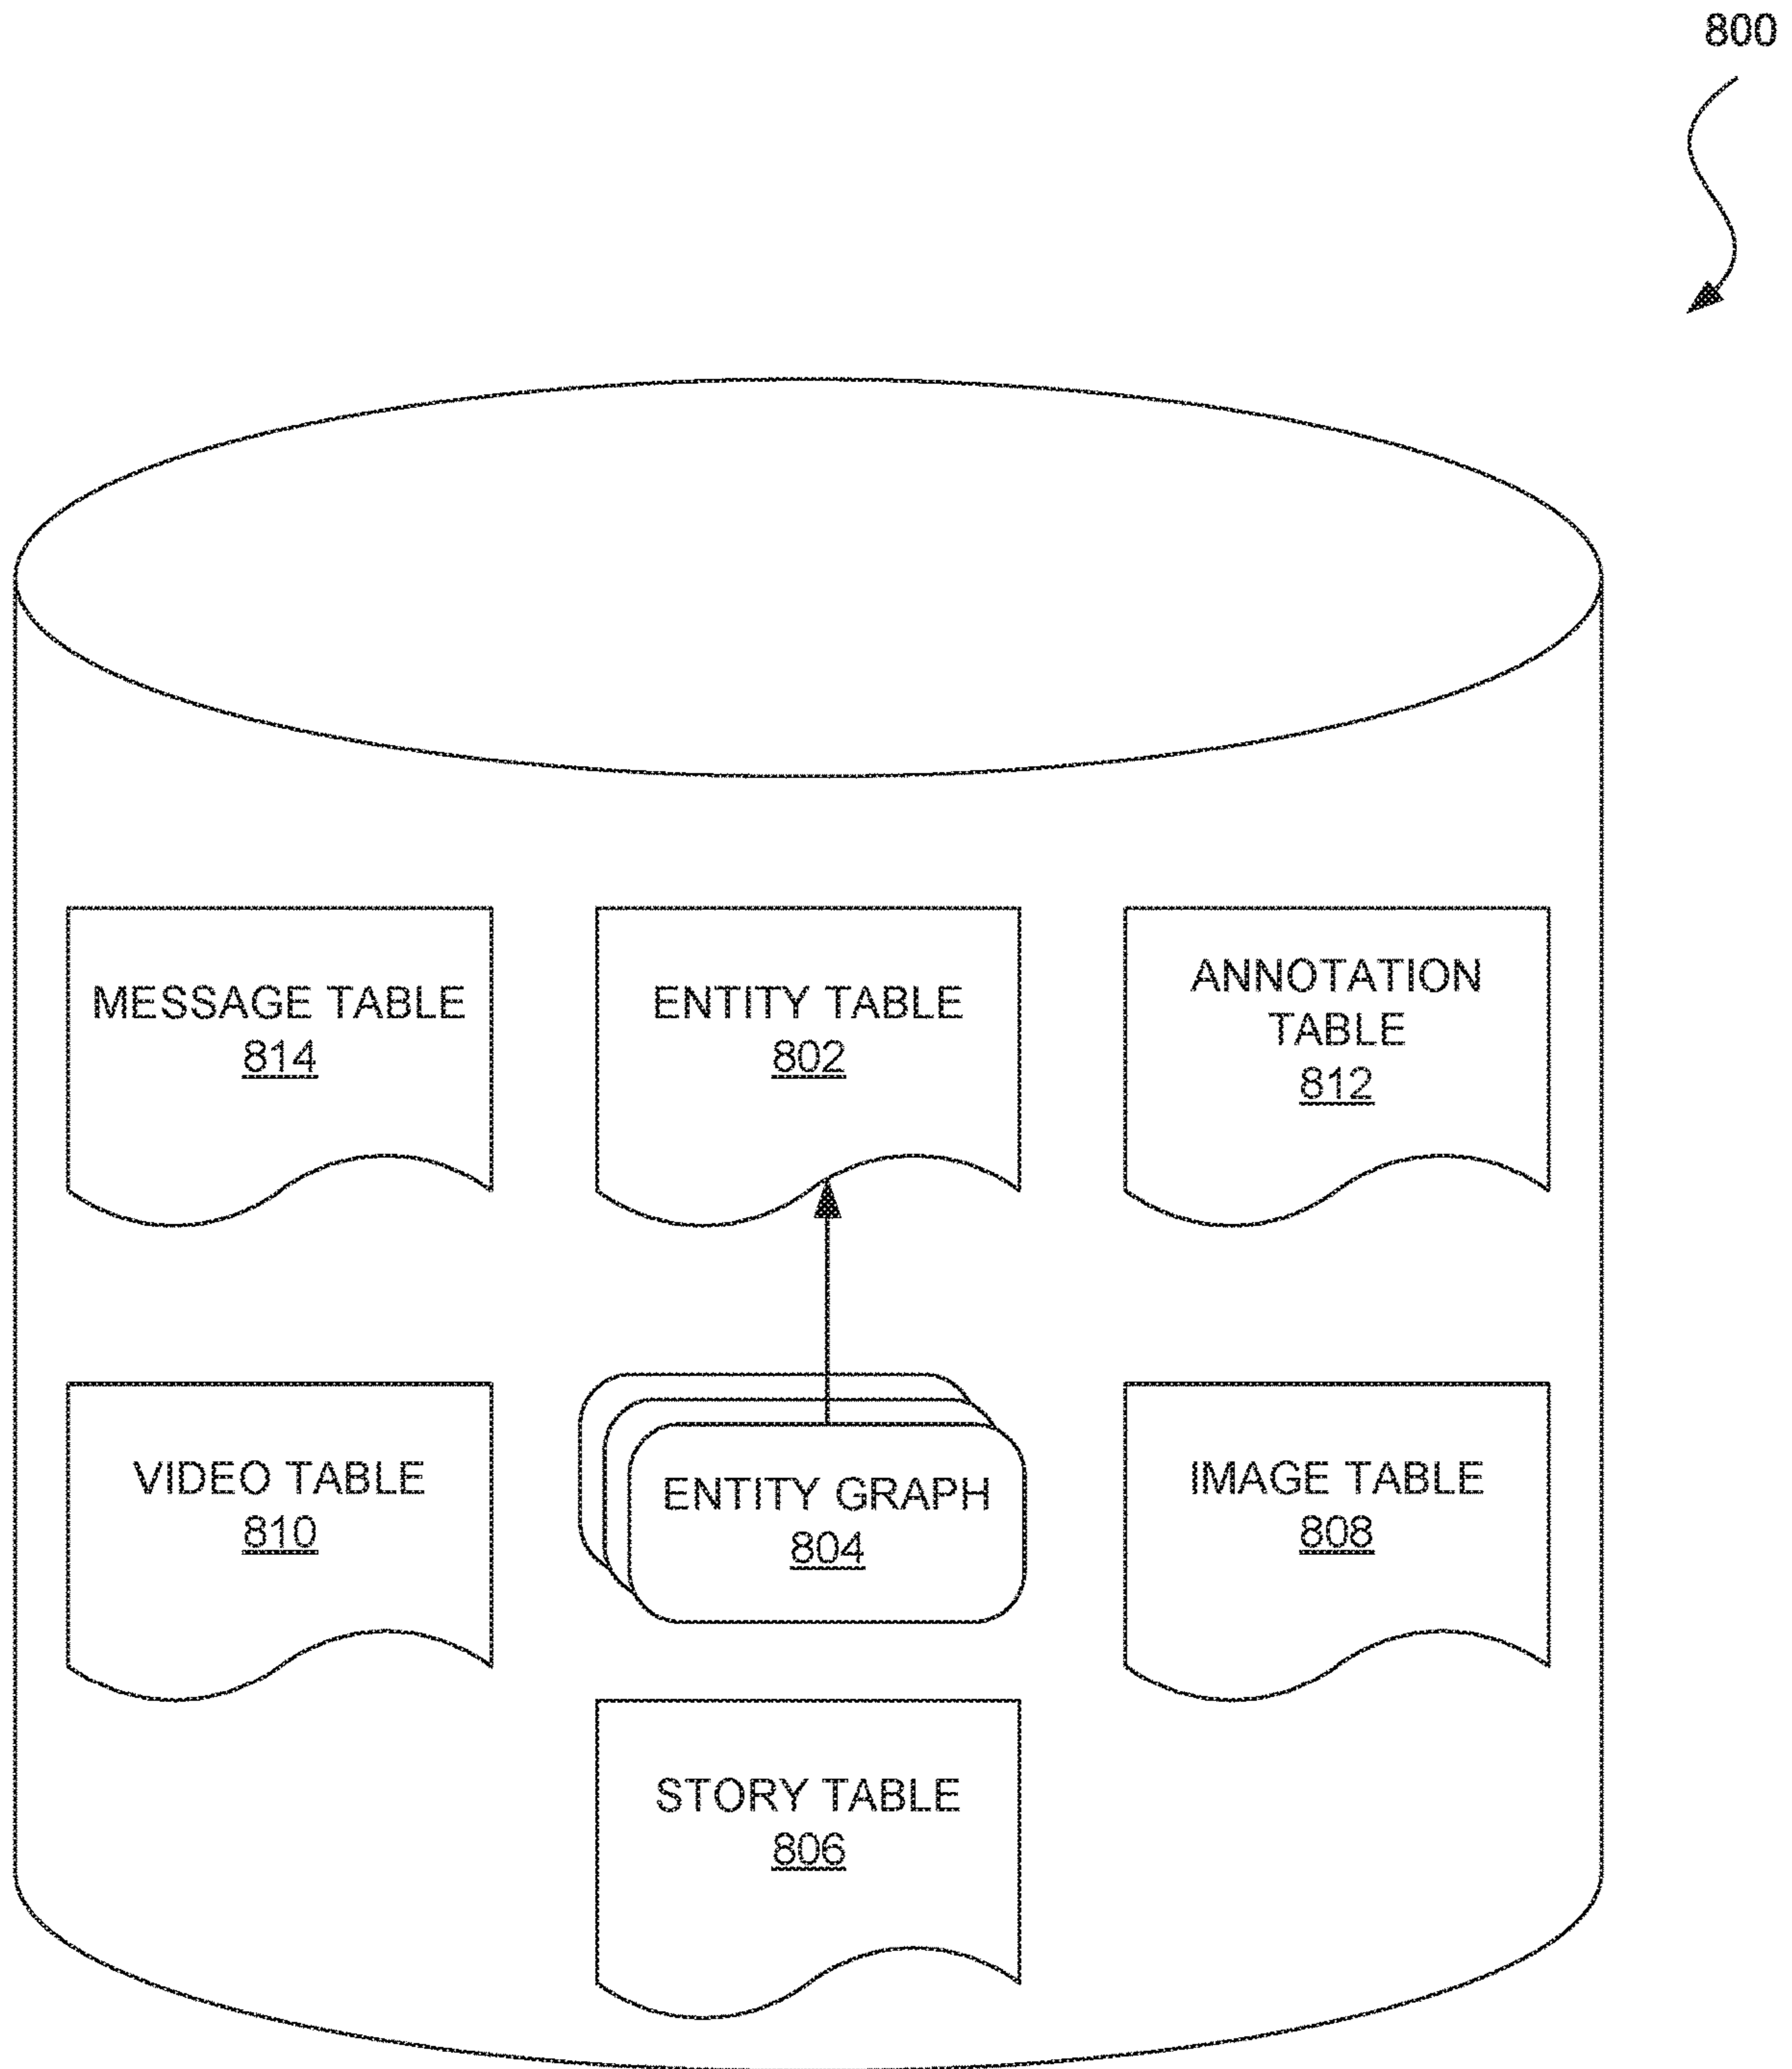 800
MESSAGE TABLE
814
ENTITY TABLE
802
ANNOTATION
TABLE
812
VIDEO TABLE
810
ENTITY GRAPH
804
IMAGE TABLE
808
STORY TABLE
806